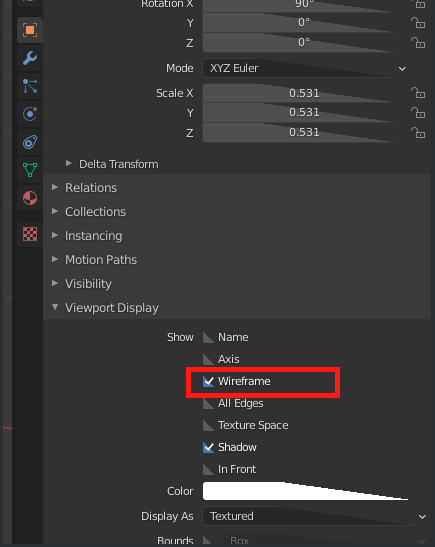 Rotation X 90°
Y 0°
Z 0°
Mode XYZ Euler
Scale X 0.531
Y 0.531
Z 0.531
Delta Transform
Relations
Collections
Instancing
Motion Paths
Visibility
Viewport Display
Show Name
Axis
Wireframe
All Edges
Texture Space
Shadow
In Front
Color
Display As Textured
Bounds Box